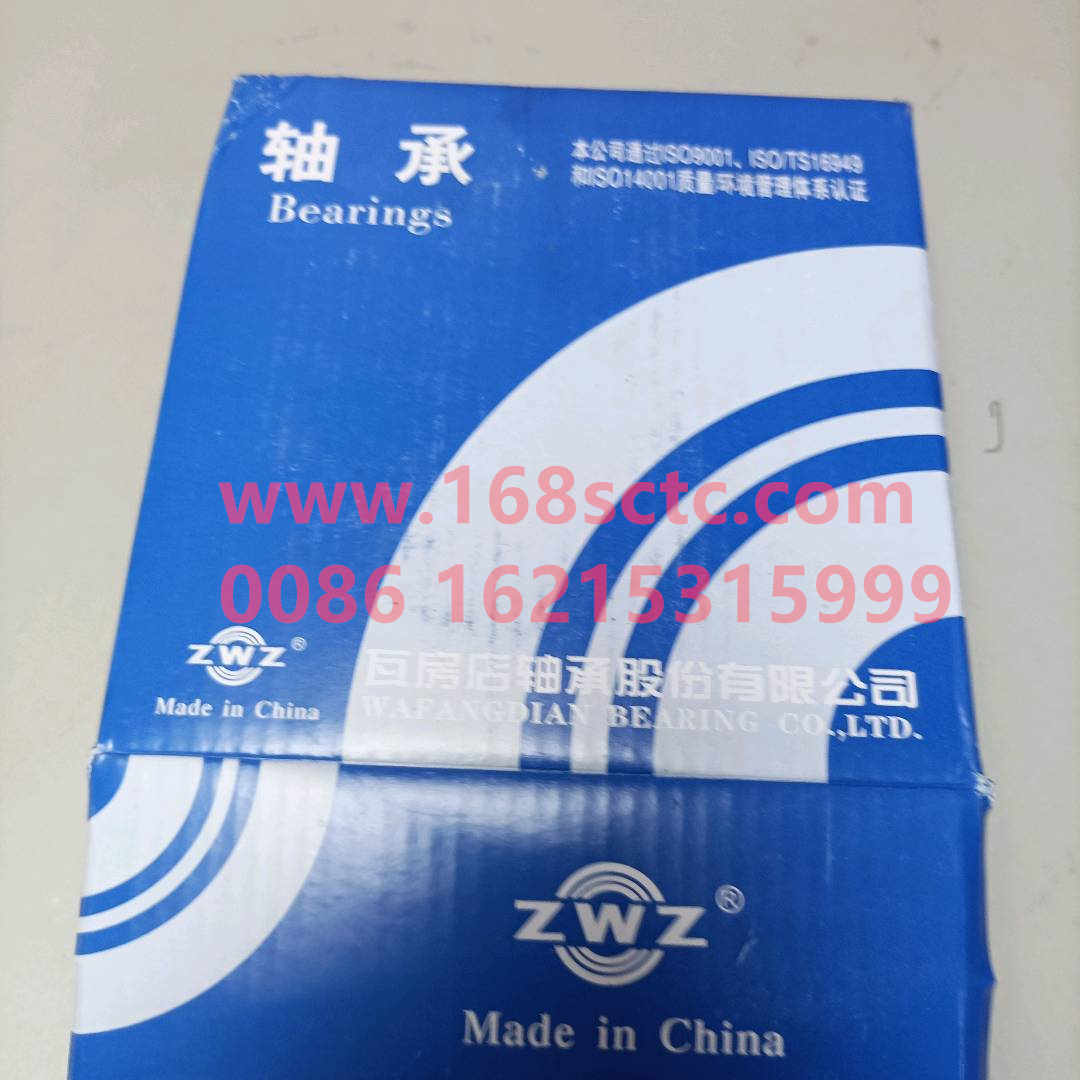 轴承
Bearings
本公司通过ISO9001、ISO/TS16949
和ISO14001质量环境管理体系认证
www.168sctc.com
0086 16215315999
ZWZ®
Made in China
瓦房店轴承股份有限公司
WAFANGDIAN BEARING CO.,LTD.
ZWZ®
Made in China